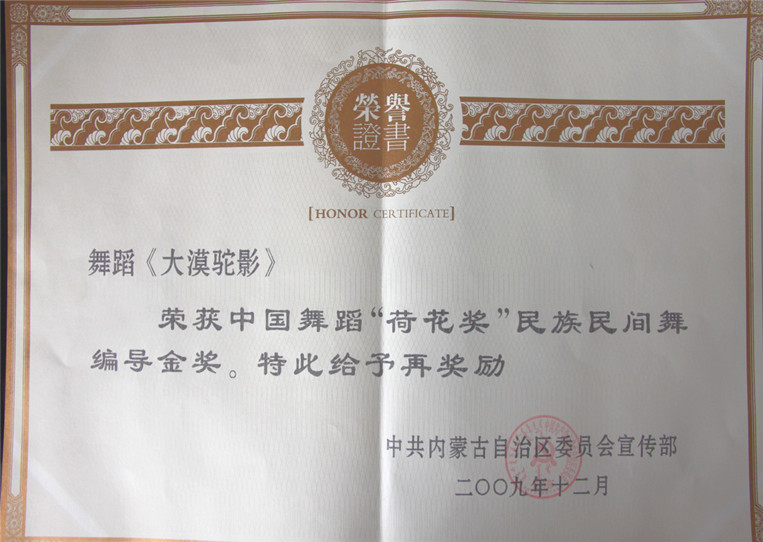 榮譽
證書
[HONOR CERTIFICATE]
舞蹈《大漠驼影》
荣获中国舞蹈“荷花奖”民族民间舞
编导金奖。特此给予再奖励
中共内蒙古自治区委员会宣传部
二〇〇九年十二月